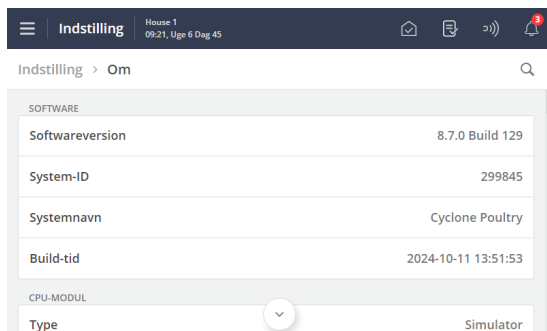 Indstilling
House 1
09:21, Uge 6 Dag 45
3
Indstilling > Om
SOFTWARE
Softwareversion 8.7.0 Build 129
System-ID 299845
Systemnavn Cyclone Poultry
Build-tid 2024-10-11 13:51:53
CPU-MODUL
Type Simulator